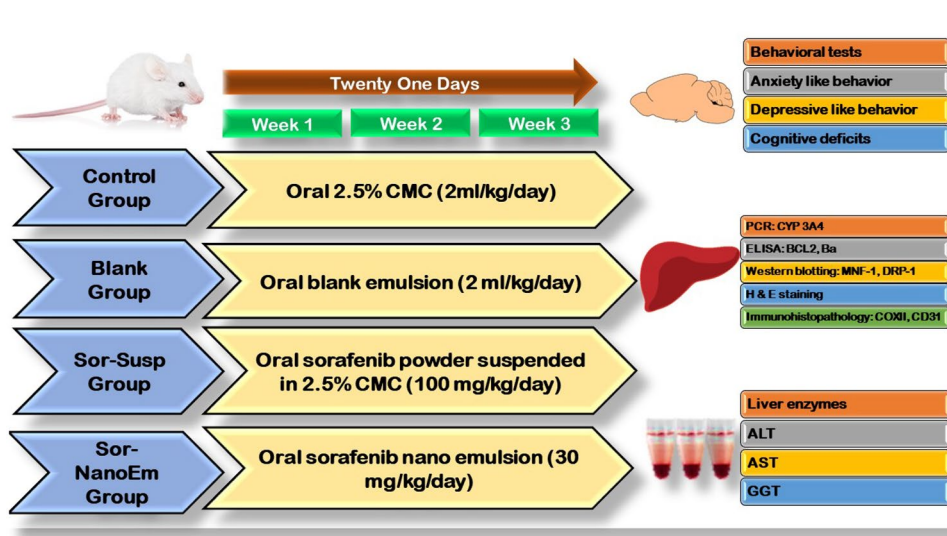 Twenty One Days
Week 1
Week 2
Week 3
Control
Group
Oral 2.5% CMC (2ml/kg/day)
Blank
Group
Oral blank emulsion (2 ml/kg/day)
Sor-Susp
Group
Oral sorafenib powder suspended
in 2.5% CMC (100 mg/kg/day)
Sor-
NanoEm
Group
Oral sorafenib nano emulsion (30
mg/kg/day)
Behavioral tests
Anxiety like behavior
Depressive like behavior
Cognitive deficits
PCR: CYP 3A4
ELISA: BCL2, Ba
Western blotting: MNF-1, DRP-1
H & E staining
Immunohistopathology: COXII, CD31
Liver enzymes
ALT
AST
GGT